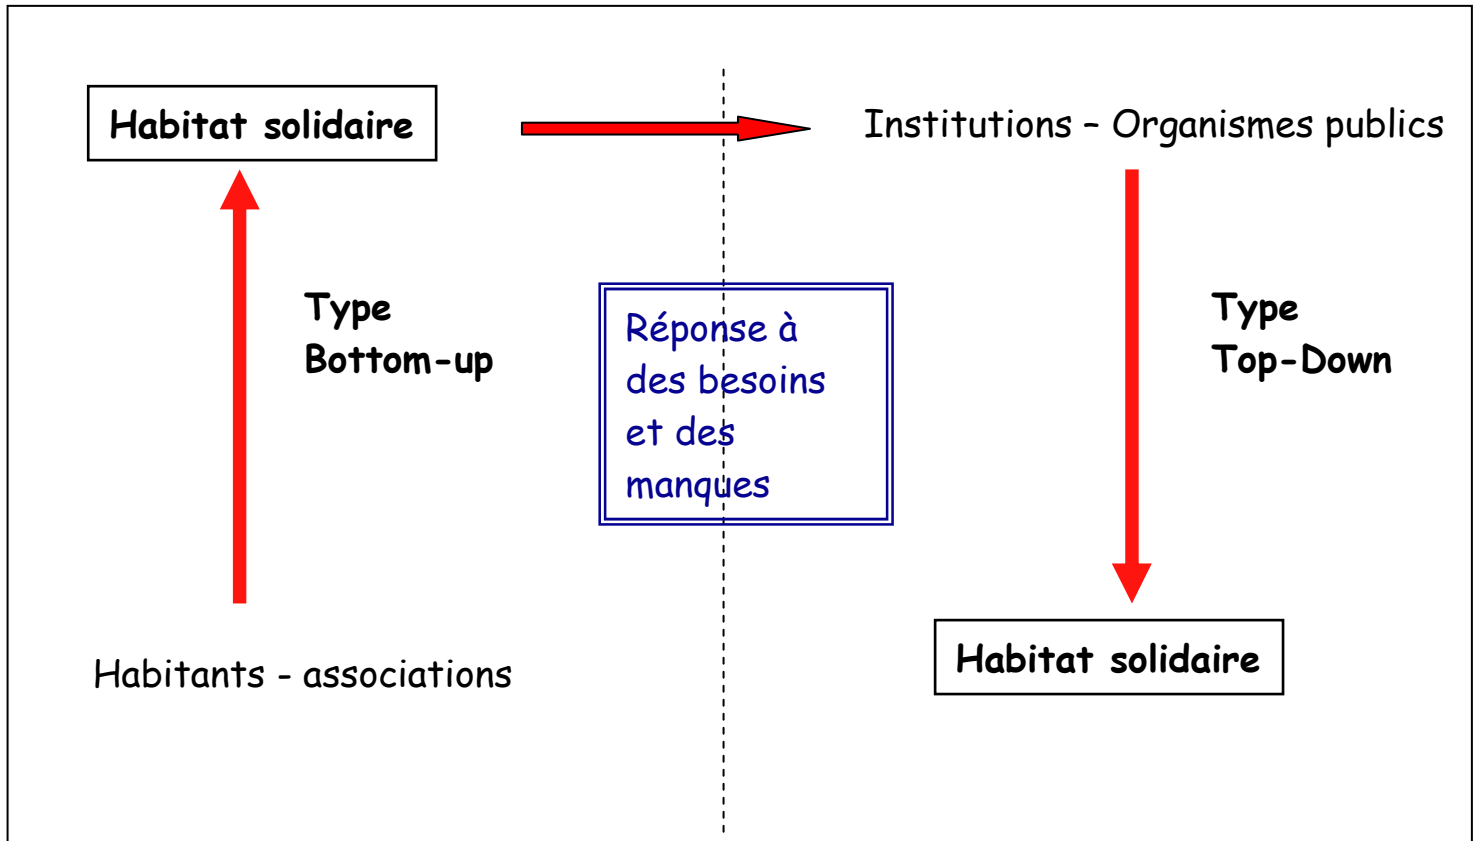 Habitat solidaire
Institutions – Organismes publics
Type
Bottom-up
Réponse à
des besoins
et des
manques
Type
Top-Down
Habitants - associations
Habitat solidaire